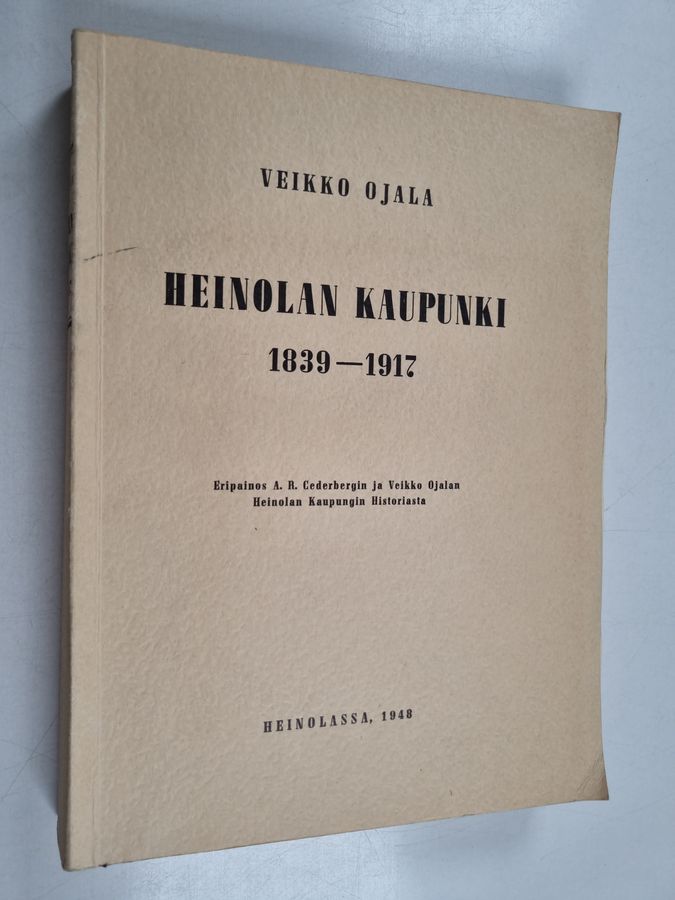 VEIKKO OJALA
HEINOLAN KAUPUNKI
1839—1917
Eripainos A. R. Cederbergin ja Veikko Ojalan
Heinolan Kaupungin Historiasta
HEINOLASSA, 1948